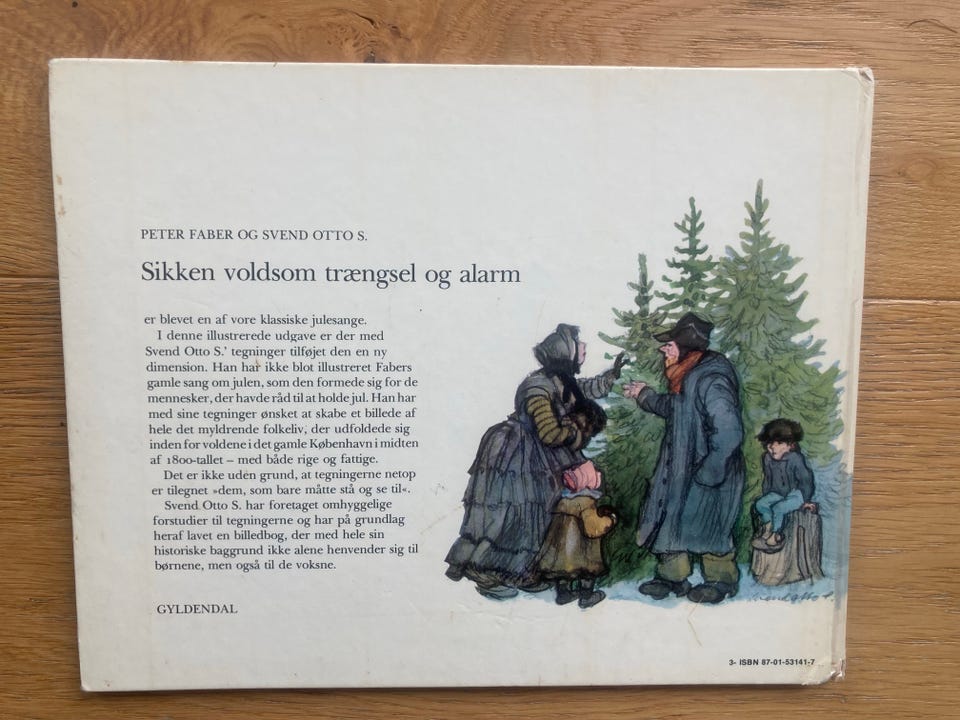 PETER FABER OG SVEND OTTO S.
Sikken voldsom trængsel og alarm
er blevet en af vore klassiske julesange.
I denne illustrerede udgave er der med
Svend Otto S.' tegninger tilføjet den en ny
dimension. Han har ikke blot illustreret Fabers
gamle sang om julen, som den formede sig for de
mennesker, der havde råd til at holde jul. Han har
med sine tegninger ønsket at skabe et billede af
hele det myldrende folkeliv, der udfoldede sig
inden for voldene i det gamle København i midten
af 1800-tallet – med både rige og fattige.
Det er ikke uden grund, at tegningerne netop
er tilegnet »dem, som bare måtte stå og se til«.
Svend Otto S. har foretaget omhyggelige
forstudier til tegningerne og har på grundlag
heraf lavet en billedbog, der med hele sin
historiske baggrund ikke alene henvender sig til
børnene, men også til de voksne.
GYLDENDAL
Svend Otto S.
3- ISBN 87-01-53141-7